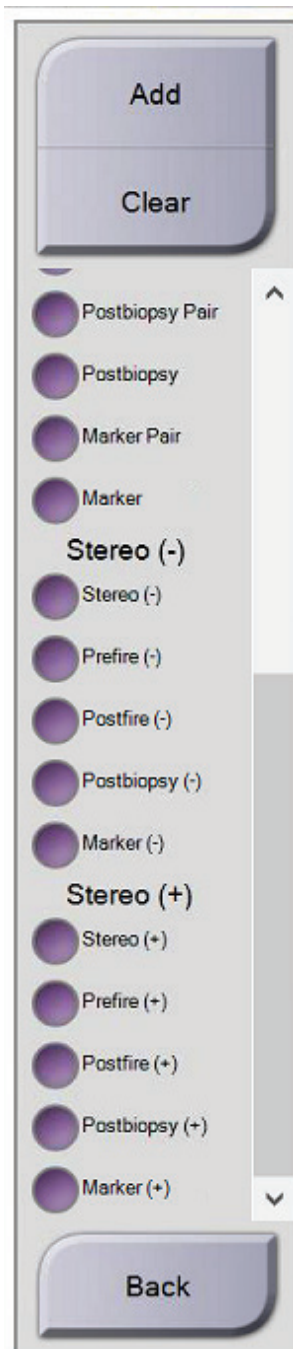 Add
Clear
Postbiopsy Pair
Postbiopsy
Marker Pair
Marker
Stereo (-)
Stereo (-)
Prefire (-)
Postfire (-)
Postbiopsy (-)
Marker (-)
Stereo (+)
Stereo (+)
Prefire (+)
Postfire (+)
Postbiopsy (+)
Marker (+)
Back